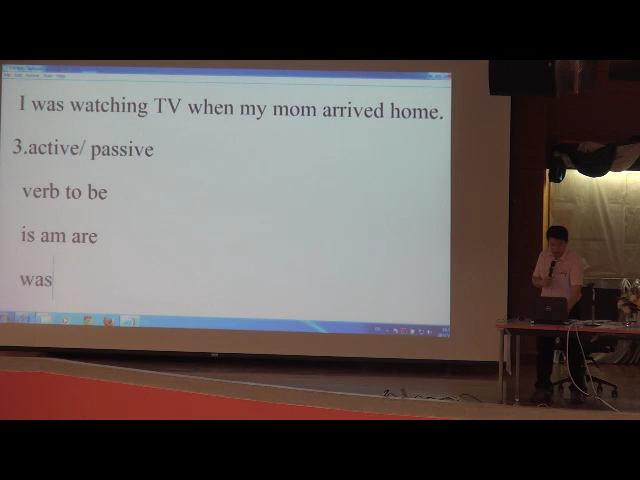 I was watching TV when my mom arrived home.
3.active/ passive
verb to be
is am are
was